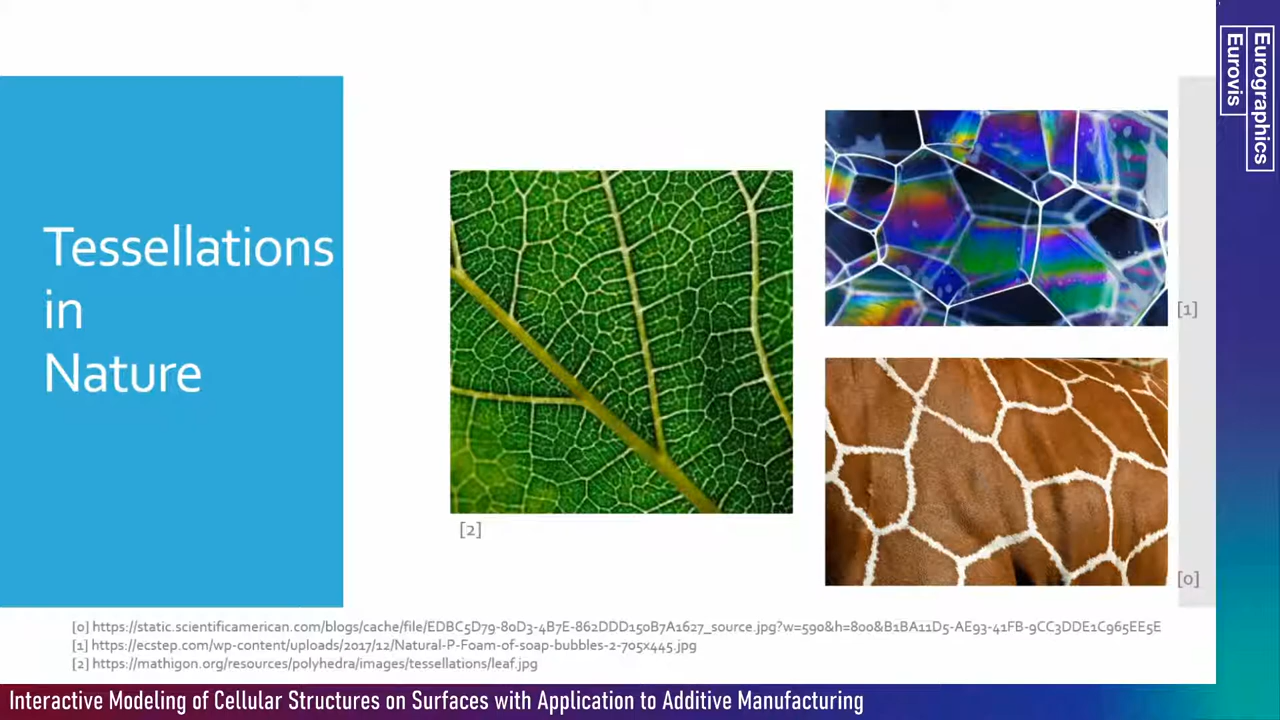 Tessellations
in
Nature
[2]
[1]
[0]
[0] https://static.scientificamerican.com/blogs/cache/file/EDBC5D79-80D3-4B7E-862DDD150B7A1627_source.jpg?w=590&h=800&B1BA11D5-AE93-41FB-9CC3DDE1C965EE5E
[1] https://ecstep.com/wp-content/uploads/2017/12/Natural-P-Foam-of-soap-bubbles-2-705x445.jpg
[2] https://mathigon.org/resources/polyhedra/images/tessellations/leaf.jpg
Interactive Modeling of Cellular Structures on Surfaces with Application to Additive Manufacturing
Eurographics
Eurovis